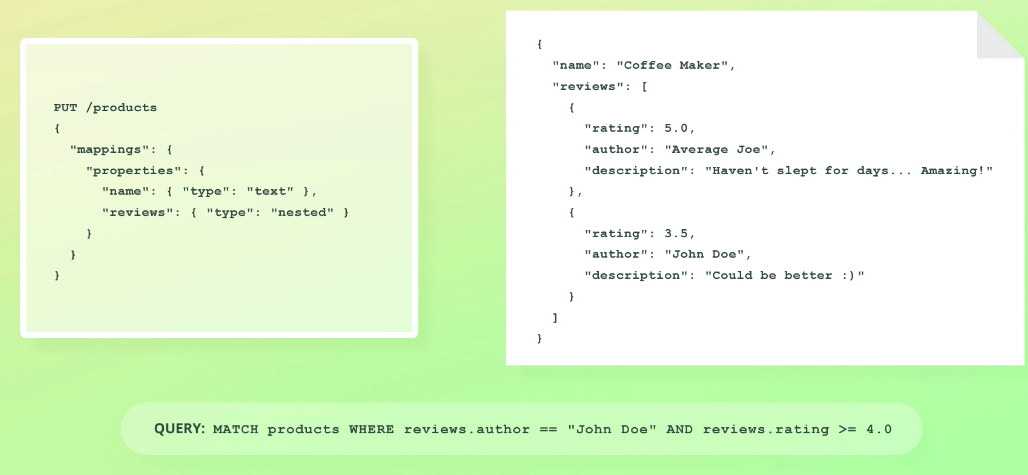 PUT /products
{
  "mappings": {
    "properties": {
      "name": { "type": "text" },
      "reviews": { "type": "nested" }
    }
  }
}
{
  "name": "Coffee Maker",
  "reviews": [
    {
      "rating": 5.0,
      "author": "Average Joe",
      "description": "Haven't slept for days... Amazing!"
    },
    {
      "rating": 3.5,
      "author": "John Doe",
      "description": "Could be better :)"
    }
  ]
}
QUERY: MATCH products WHERE reviews.author == "John Doe" AND reviews.rating >= 4.0